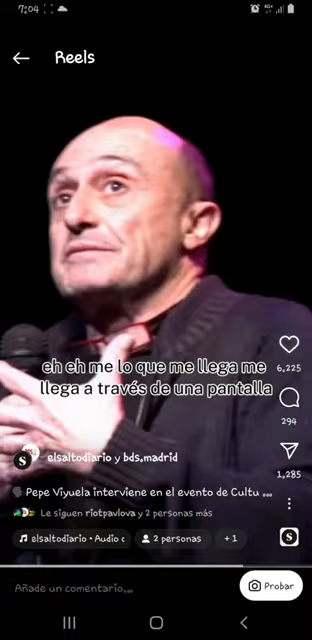 7:04
4G+
Reels
eh eh me lo que me llega me
llega a través de una pantalla
6,225
294
1,285
S
elsaltodiario y bds.madrid
Pepe Viyuela interviene en el evento de Cultu ...
Le siguen riotpavlova y 2 personas más
elsaltodiario • Audio o
2 personas
+ 1
S
Añade un comentario...
Probar